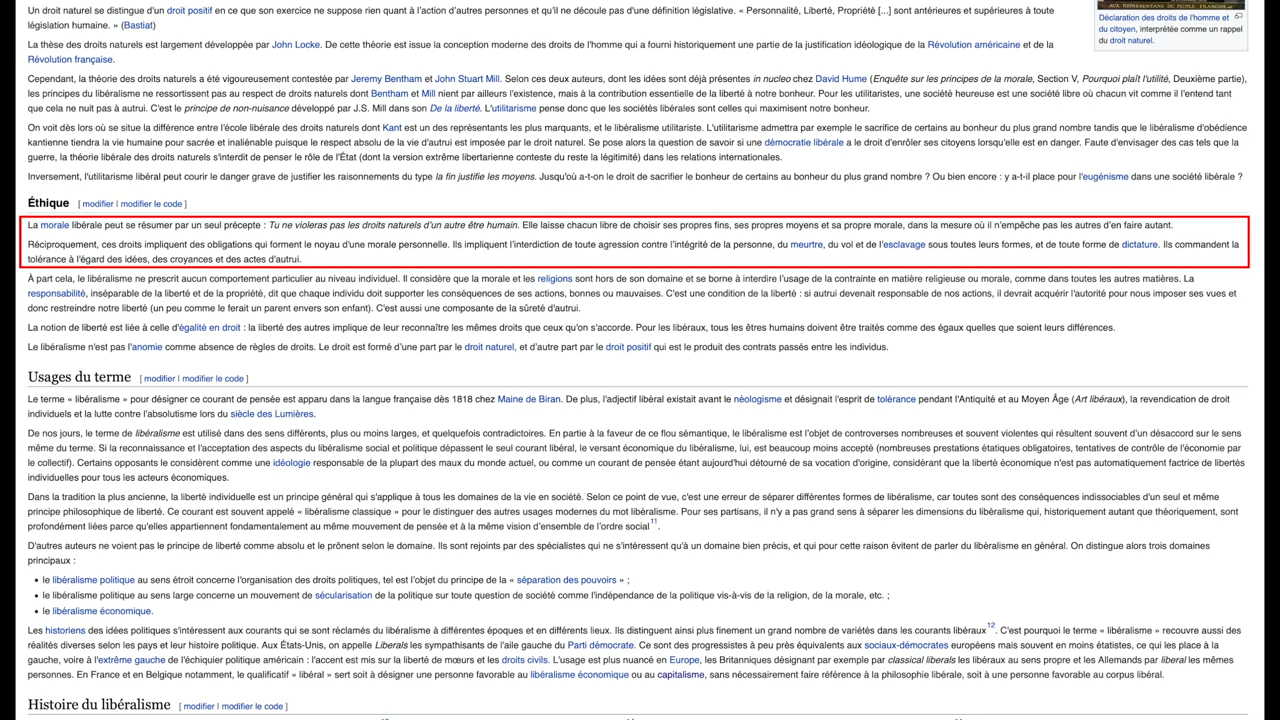 Un droit naturel se distingue d'un droit positif en ce que son exercice ne suppose rien quant à l'action d'autres hommes et qu'il ne découle pas d'une définition législative. « Personnalité, Liberté, Propriété [...] sont antérieures et supérieures à toute
législation humaine. » (Bastiat)
Déclaration des droits de l'homme et
du citoyen, interprétée comme un rappel
du droit naturel.
La thèse des droits naturels est largement développée par John Locke. De cette théorie est issue la conception moderne des droits de l'homme qui a fourni historiquement une partie de la justification idéologique de la Révolution américaine et de la
Révolution française.
Cependant, la théorie des droits naturels a été vigoureusement contestée par Jeremy Bentham et John Stuart Mill. Selon ces deux auteurs, dont les idées sont déjà présentes in nucleo chez David Hume (Enquête sur les principes de la morale, Section V, Pourquoi plaît l'utilité, Deuxième partie),
les principes du libéralisme ne ressortissent pas au respect de droits naturels dont Bentham et Mill nient par ailleurs l'existence, mais à la contribution essentielle de la liberté à notre bonheur. Pour les utilitaristes, une société heureuse est une société libre où chacun vit comme il l'entend tant
que cela ne nuit pas à autrui. C'est le principe de non-nuisance développé par J.S. Mill dans son De la liberté. L'utilitarisme pense donc que les sociétés libérales sont celles qui maximisent notre bonheur.
On voit dès lors où se situe la différence entre l'école libérale des droits naturels dont Kant est un des représentants les plus marquants, et le libéralisme utilitariste. L'utilitarisme admettra par exemple le sacrifice de certains au bonheur du plus grand nombre tandis que le libéralisme d'obédience
kantienne tiendra la vie humaine pour sacrée et inaliénable puisque le respect absolu de la vie d'autrui est imposée par le droit naturel. Se pose alors la question de savoir si une démocratie libérale a le droit d'enrôler ses citoyens lorsqu'elle est en danger. Faute d'envisager des cas tels que la
guerre, la théorie libérale des droits naturels s'interdit de penser le rôle de l'État (dont la version extrême libertarienne conteste du reste la légitimité) dans les relations internationales.
Inversement, l'utilitarisme libéral peut courir le danger grave de justifier les raisonnements du type la fin justifie les moyens. Jusqu'où a-t-on le droit de sacrifier le bonheur de certains au bonheur du plus grand nombre ? Ou bien encore : y a-t-il place pour l'eugénisme dans une société libérale ?
Éthique [ modifier | modifier le code ]
La morale libérale peut se résumer par un seul précepte : Tu ne violeras pas les droits naturels d'un autre être humain. Elle laisse chacun libre de choisir ses propres fins, ses propres moyens et sa propre morale, dans la mesure où il n'empêche pas les autres d'en faire autant.
Réciproquement, ces droits impliquent des obligations qui forment le noyau d'une morale personnelle. Ils impliquent l'interdiction de toute agression contre l'intégrité de la personne, du meurtre, du vol et de l'esclavage sous toutes leurs formes, et de toute forme de dictature. Ils commandent la
tolérance à l'égard des idées, des croyances et des actes d'autrui.
À part cela, le libéralisme ne prescrit aucun comportement particulier au niveau individuel. Il considère que la morale et les religions sont hors de son domaine et se borne à interdire l'usage de la contrainte en matière religieuse ou morale, comme dans toutes les autres matières. La
responsabilité, inséparable de la liberté et de la propriété, dit que chaque individu doit supporter les conséquences de ses actions, bonnes ou mauvaises. C'est une condition de la liberté : si autrui devenait responsable de nos actions, il devrait acquérir l'autorité pour nous imposer ses vues et
donc restreindre notre liberté (un peu comme le ferait un parent envers son enfant). C'est aussi une composante de la sûreté d'autrui.
La notion de liberté est liée à celle d'égalité en droit : la liberté des autres implique de leur reconnaître les mêmes droits que ceux qu'on s'accorde. Pour les libéraux, tous les êtres humains doivent être traités comme des égaux quelles que soient leurs différences.
Le libéralisme n'est pas l'anomie comme absence de règles de droits. Le droit est formé d'une part par le droit naturel, et d'autre part par le droit positif qui est le produit des contrats passés entre les individus.
Usages du terme [ modifier | modifier le code ]
Le terme « libéralisme » pour désigner ce courant de pensée est apparu dans la langue française dès 1818 chez Maine de Biran. De plus, l'adjectif libéral existait avant le néologisme et désignait l'esprit de tolérance pendant l'Antiquité et au Moyen Âge (Art libéraux), la revendication de droit
individuels et la lutte contre l'absolutisme lors du siècle des Lumières.
De nos jours, le terme de libéralisme est utilisé dans des sens différents, plus ou moins larges, et quelquefois contradictoires. En partie à la faveur de ce flou sémantique, le libéralisme est l'objet de controverses nombreuses et souvent violentes qui résultent souvent d'un désaccord sur le sens
même du terme. Si la reconnaissance et l'acceptation des aspects du libéralisme social et politique dépassent le seul courant libéral, le versant économique du libéralisme, lui, est beaucoup moins accepté (nombreuses prestations étatiques obligatoires, tentatives de contrôle de l'économie par
le collectif). Certains opposants le considèrent comme une idéologie responsable de la plupart des maux du monde actuel, ou comme un courant de pensée étant aujourd'hui détourné de sa vocation d'origine, considérant que la liberté économique n'est pas automatiquement factrice de libertés
individuelles pour tous les acteurs économiques.
Dans la tradition la plus ancienne, la liberté individuelle est un principe général qui s'applique à tous les domaines de la vie en société. Selon ce point de vue, c'est une erreur de séparer différentes formes de libéralisme, car toutes sont des conséquences indissociables d'un seul et même
principe philosophique de liberté. Ce courant est souvent appelé « libéralisme classique » pour le distinguer des autres usages modernes du mot libéralisme. Pour ses partisans, il n'y a pas grand sens à séparer les dimensions du libéralisme qui, historiquement autant que théoriquement, sont
profondément liées parce qu'elles appartiennent fondamentalement au même mouvement de pensée et à la même vision d'ensemble de l'ordre social11.
D'autres auteurs ne voient pas le principe de liberté comme absolu et le prônent selon le domaine. Ils sont rejoints par des spécialistes qui ne s'intéressent qu'à un domaine bien précis, et qui pour cette raison évitent de parler du libéralisme en général. On distingue alors trois domaines
principaux :
• le libéralisme politique au sens étroit concerne l'organisation des droits politiques, tel est l'objet du principe de la « séparation des pouvoirs » ;
• le libéralisme politique au sens large concerne un mouvement de sécularisation de la politique sur toute question de société comme l'indépendance de la politique vis-à-vis de la religion, de la morale, etc. ;
• le libéralisme économique.
Les historiens des idées politiques s'intéressent aux courants qui se sont réclamés du libéralisme à différentes époques et en différents lieux. Ils distinguent ainsi plus finement un grand nombre de variétés dans les courants libéraux12. C'est pourquoi le terme « libéralisme » recouvre aussi des
réalités diverses selon les pays et leur histoire politique. Aux États-Unis, on appelle Liberals les sympathisants de l'aile gauche du Parti démocrate. Ce sont des progressistes à peu près équivalents aux sociaux-démocrates européens mais souvent en moins étatistes, ce qui les place à la
gauche, voire à l'extrême gauche de l'échiquier politique américain : l'accent est mis sur la liberté de mœurs et les droits civils. L'usage est plus nuancé en Europe, les Britanniques désignant par exemple par classical liberals les libéraux au sens propre et les Allemands par liberal les mêmes
personnes. En France et en Belgique notamment, le qualificatif « libéral » sert soit à désigner une personne favorable au libéralisme économique ou au capitalisme, sans nécessairement faire référence à la philosophie libérale, soit à une personne favorable au corpus libéral.
Histoire du libéralisme [ modifier | modifier le code ]